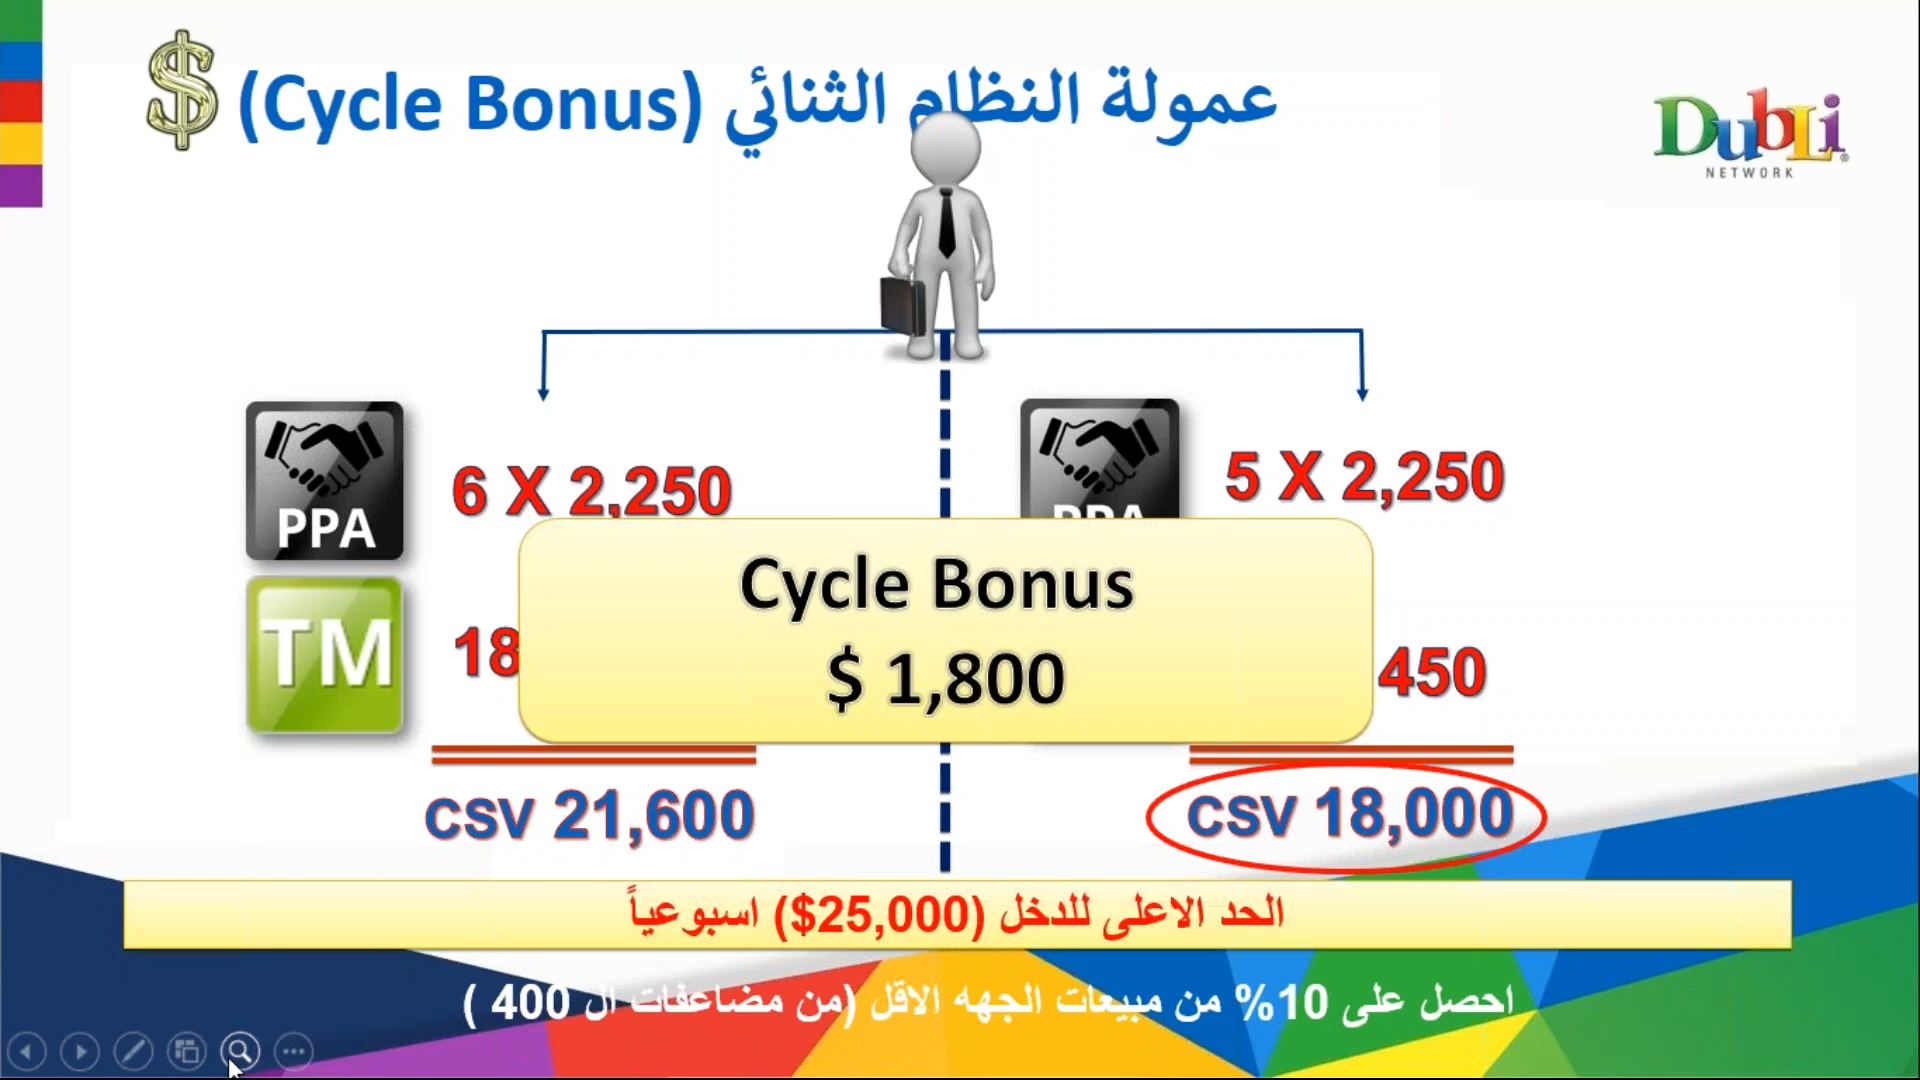 عمولة النظام الثنائي (Cycle Bonus)
DubLi
NETWORK
PPA
6 X 2,250
5 X 2,250
TM
18
450
Cycle Bonus
$ 1,800
CSV 21,600
CSV 18,000
الحد الاعلى للدخل ($25,000) اسبوعياً
احصل على 10% من مبيعات الجهه الاقل (من مضاعفات ال 400 )